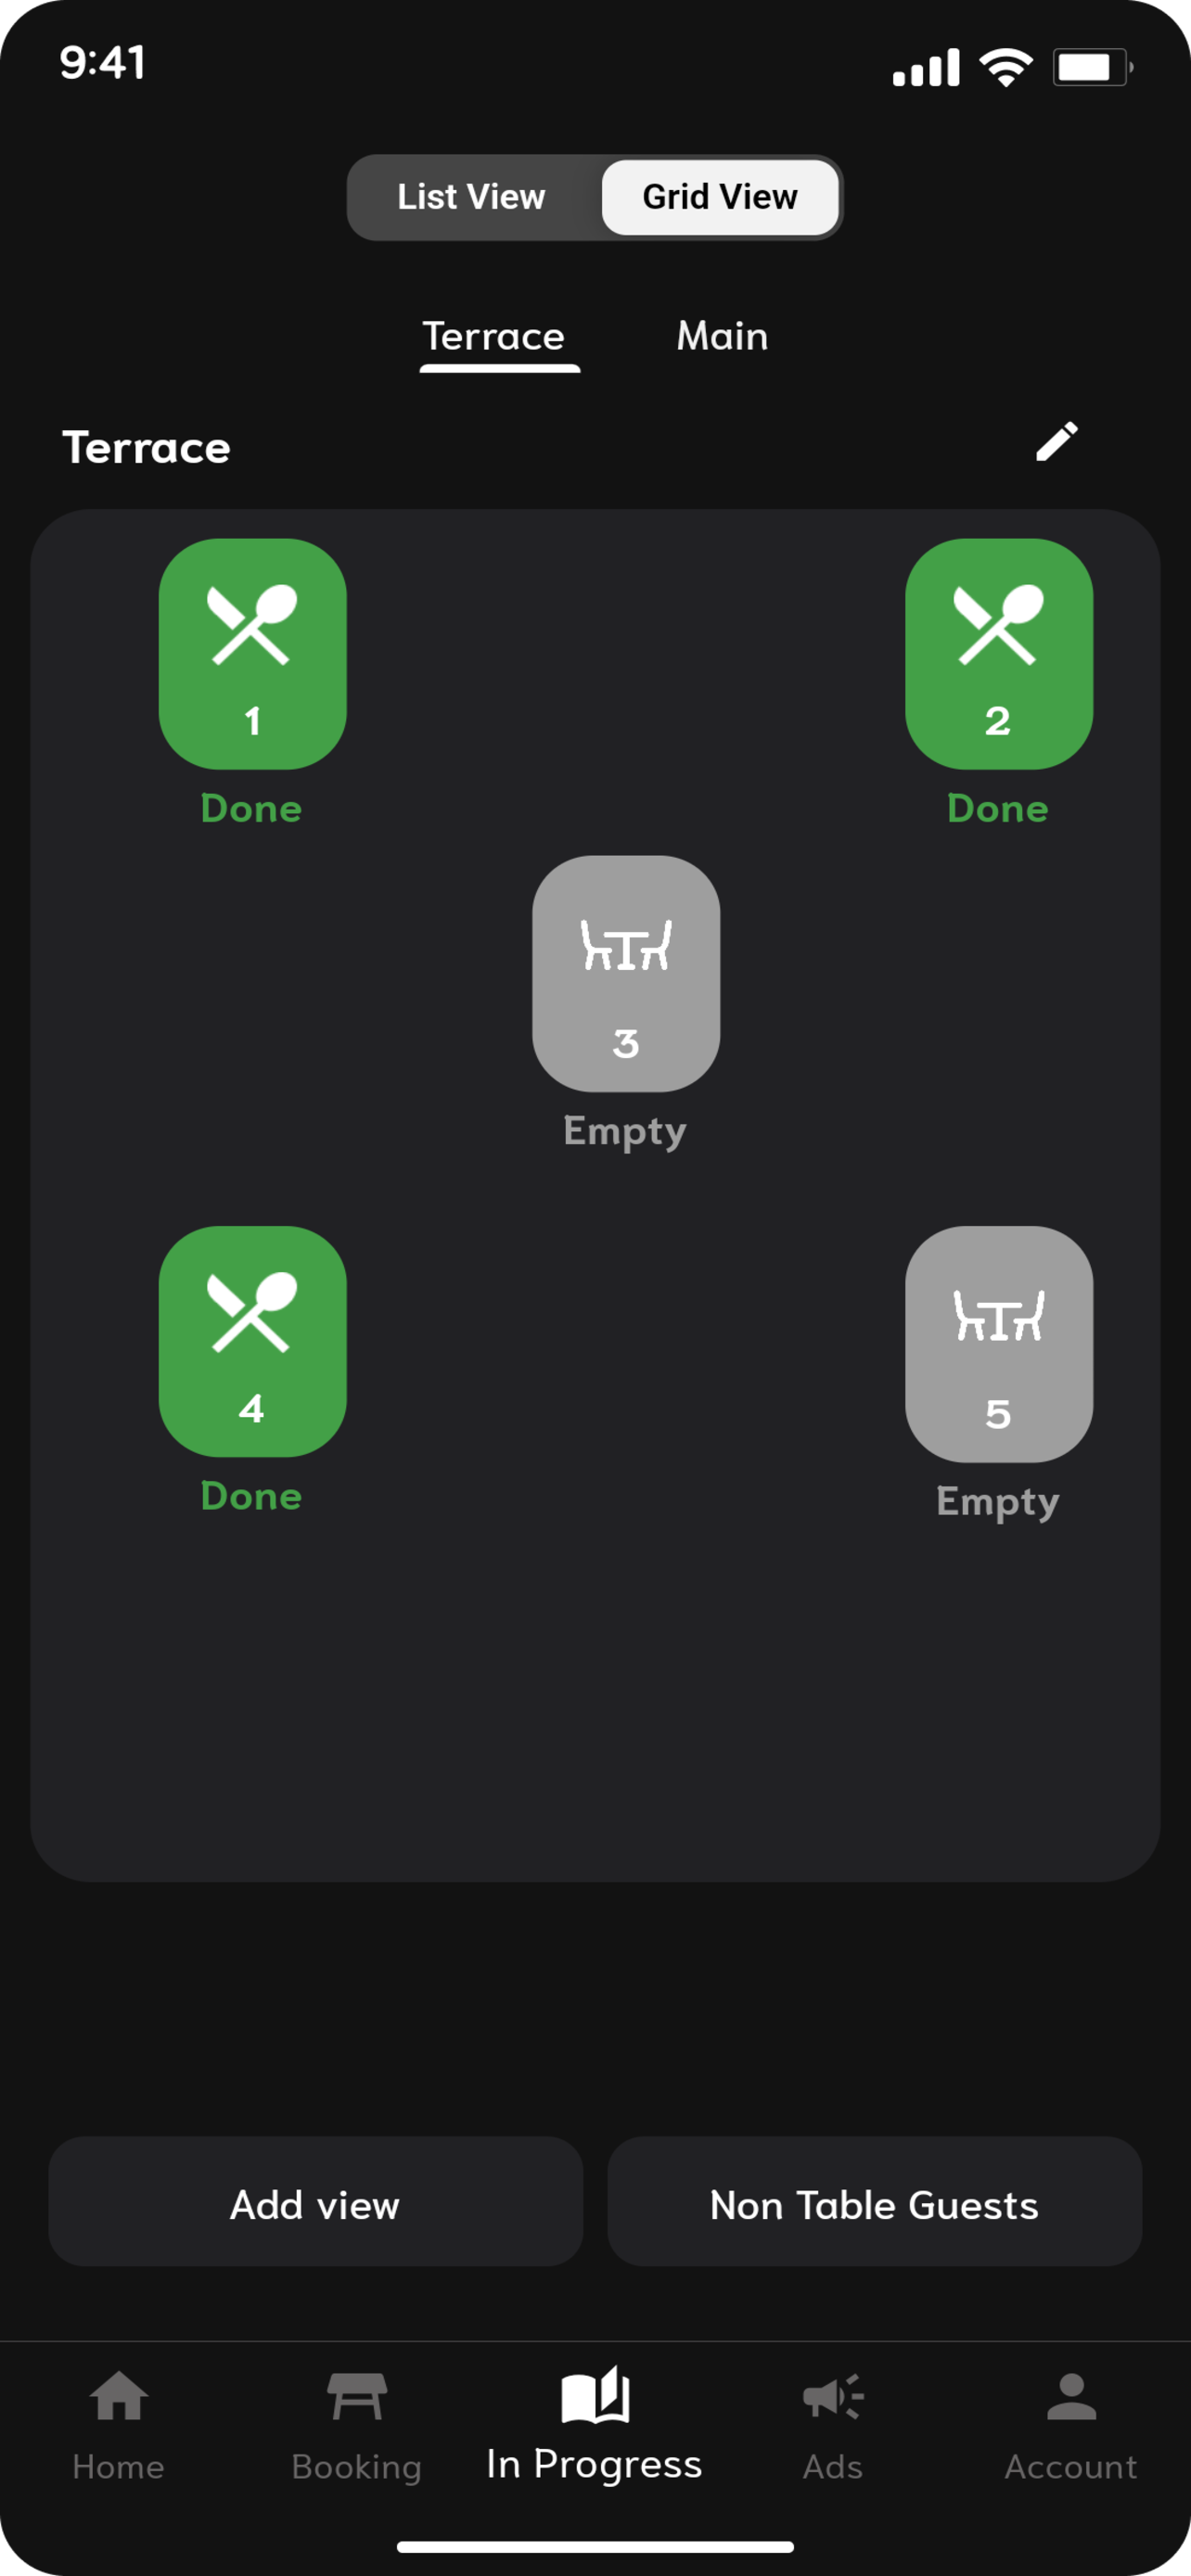 9:41
List View Grid View
Terrace Main
Terrace
1 2
Done Done
3
Empty
4 5
Done Empty
Add view Non Table Guests
Home Booking In Progress Ads Account